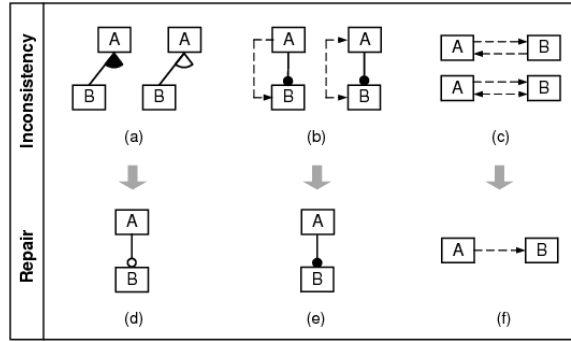 Inconsistency
A A A A
B B B B
A B
A B
(a) (b) (c)
Repair
A A
A B
B B
(d) (e) (f)